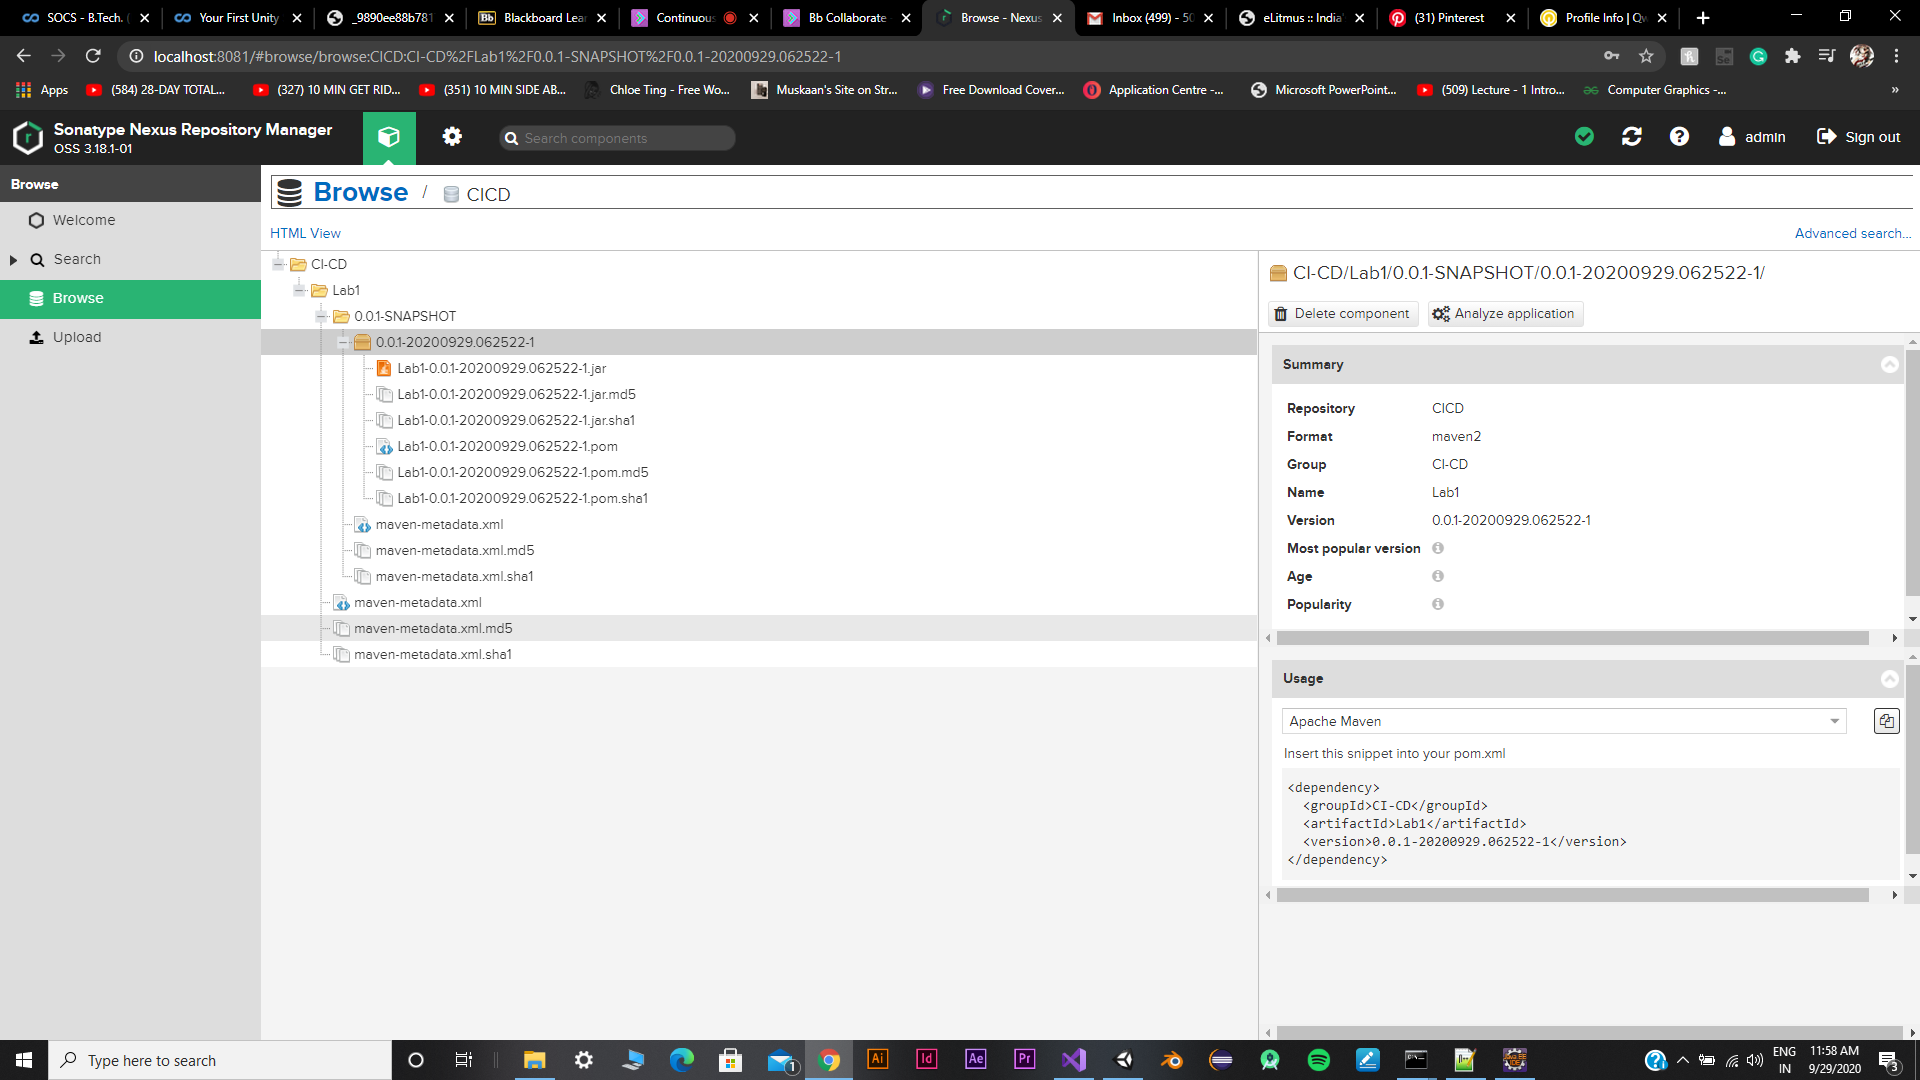 SOCS - B.Tech. (
Your First Unity
_9890ee88b781
Blackboard Lea
Continuous
Bb Collaborate
Browse - Nexus
Inbox (499) - 50
eLitmus :: India'
(31) Pinterest
Profile Info | Qw
localhost:8081/#browse/browse:CICD:CI-CD%2FLab1%2F0.0.1-SNAPSHOT%2F0.0.1-20200929.062522-1
Apps
(584) 28-DAY TOTAL...
(327) 10 MIN GET RID...
(351) 10 MIN SIDE AB...
Chloe Ting - Free Wo...
Muskaan's Site on Str...
Free Download Cover...
Application Centre -...
Microsoft PowerPoint...
(509) Lecture - 1 Intro...
Computer Graphics -...
»
Sonatype Nexus Repository Manager
OSS 3.18.1-01
Search components
admin
Sign out
Browse
Welcome
Search
Browse
Upload
Browse / CICD
HTML View
Advanced search...
CI-CD
Lab1
0.0.1-SNAPSHOT
0.0.1-20200929.062522-1
Lab1-0.0.1-20200929.062522-1.jar
Lab1-0.0.1-20200929.062522-1.jar.md5
Lab1-0.0.1-20200929.062522-1.jar.sha1
Lab1-0.0.1-20200929.062522-1.pom
Lab1-0.0.1-20200929.062522-1.pom.md5
Lab1-0.0.1-20200929.062522-1.pom.sha1
maven-metadata.xml
maven-metadata.xml.md5
maven-metadata.xml.sha1
maven-metadata.xml
maven-metadata.xml.md5
maven-metadata.xml.sha1
CI-CD/Lab1/0.0.1-SNAPSHOT/0.0.1-20200929.062522-1/
Delete component
Analyze application
Summary
Repository CICD
Format maven2
Group CI-CD
Name Lab1
Version 0.0.1-20200929.062522-1
Most popular version
Age
Popularity
Usage
Apache Maven
Insert this snippet into your pom.xml
<dependency>
<groupId>CI-CD</groupId>
<artifactId>Lab1</artifactId>
<version>0.0.1-20200929.062522-1</version>
</dependency>
Type here to search
1
Ai
Id
Ae
Pr
ENG
IN
11:58 AM
9/29/2020
3